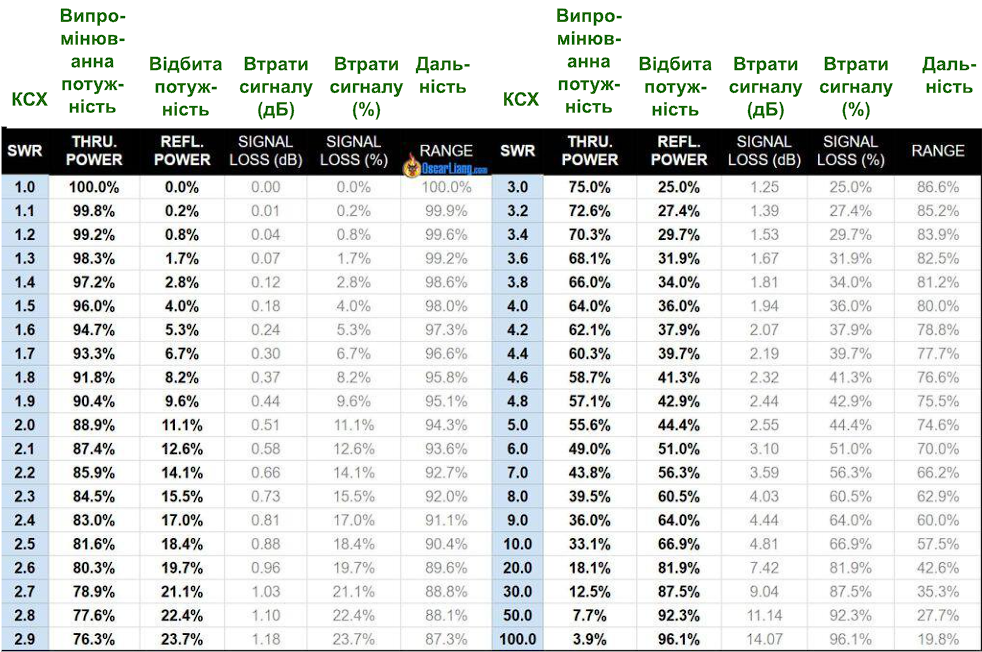 Випро-
мінюв-
анна
потуж-
ність
КСХ
Відбита
потуж-
ність
Втрати
сигналу
(дБ)
Втрати
сигналу
(%)
Даль-
ність
КСХ
Випро-
мінюв-
анна
потуж-
ність
Відбита
потуж-
ність
Втрати
сигналу
(дБ)
Втрати
сигналу
(%)
Даль-
ність
SWR THRU. POWER REFL. POWER SIGNAL LOSS (dB) SIGNAL LOSS (%) RANGE SWR THRU. POWER REFL. POWER SIGNAL LOSS (dB) SIGNAL LOSS (%) RANGE
OscarLiang.com
1.0 100.0% 0.0% 0.00 0.0% 100.0% 3.0 75.0% 25.0% 1.25 25.0% 86.6%
1.1 99.8% 0.2% 0.01 0.2% 99.9% 3.2 72.6% 27.4% 1.39 27.4% 85.2%
1.2 99.2% 0.8% 0.04 0.8% 99.6% 3.4 70.3% 29.7% 1.53 29.7% 83.9%
1.3 98.3% 1.7% 0.07 1.7% 99.2% 3.6 68.1% 31.9% 1.67 31.9% 82.5%
1.4 97.2% 2.8% 0.12 2.8% 98.6% 3.8 66.0% 34.0% 1.81 34.0% 81.2%
1.5 96.0% 4.0% 0.18 4.0% 98.0% 4.0 64.0% 36.0% 1.94 36.0% 80.0%
1.6 94.7% 5.3% 0.24 5.3% 97.3% 4.2 62.1% 37.9% 2.07 37.9% 78.8%
1.7 93.3% 6.7% 0.30 6.7% 96.6% 4.4 60.3% 39.7% 2.19 39.7% 77.7%
1.8 91.8% 8.2% 0.37 8.2% 95.8% 4.6 58.7% 41.3% 2.32 41.3% 76.6%
1.9 90.4% 9.6% 0.44 9.6% 95.1% 4.8 57.1% 42.9% 2.44 42.9% 75.5%
2.0 88.9% 11.1% 0.51 11.1% 94.3% 5.0 55.6% 44.4% 2.55 44.4% 74.6%
2.1 87.4% 12.6% 0.58 12.6% 93.6% 6.0 49.0% 51.0% 3.10 51.0% 70.0%
2.2 85.9% 14.1% 0.66 14.1% 92.7% 7.0 43.8% 56.3% 3.59 56.3% 66.2%
2.3 84.5% 15.5% 0.73 15.5% 92.0% 8.0 39.5% 60.5% 4.03 60.5% 62.9%
2.4 83.0% 17.0% 0.81 17.0% 91.1% 9.0 36.0% 64.0% 4.44 64.0% 60.0%
2.5 81.6% 18.4% 0.88 18.4% 90.4% 10.0 33.1% 66.9% 4.81 66.9% 57.5%
2.6 80.3% 19.7% 0.96 19.7% 89.6% 20.0 18.1% 81.9% 7.42 81.9% 42.6%
2.7 78.9% 21.1% 1.03 21.1% 88.8% 30.0 12.5% 87.5% 9.04 87.5% 35.3%
2.8 77.6% 22.4% 1.10 22.4% 88.1% 50.0 7.7% 92.3% 11.14 92.3% 27.7%
2.9 76.3% 23.7% 1.18 23.7% 87.3% 100.0 3.9% 96.1% 14.07 96.1% 19.8%